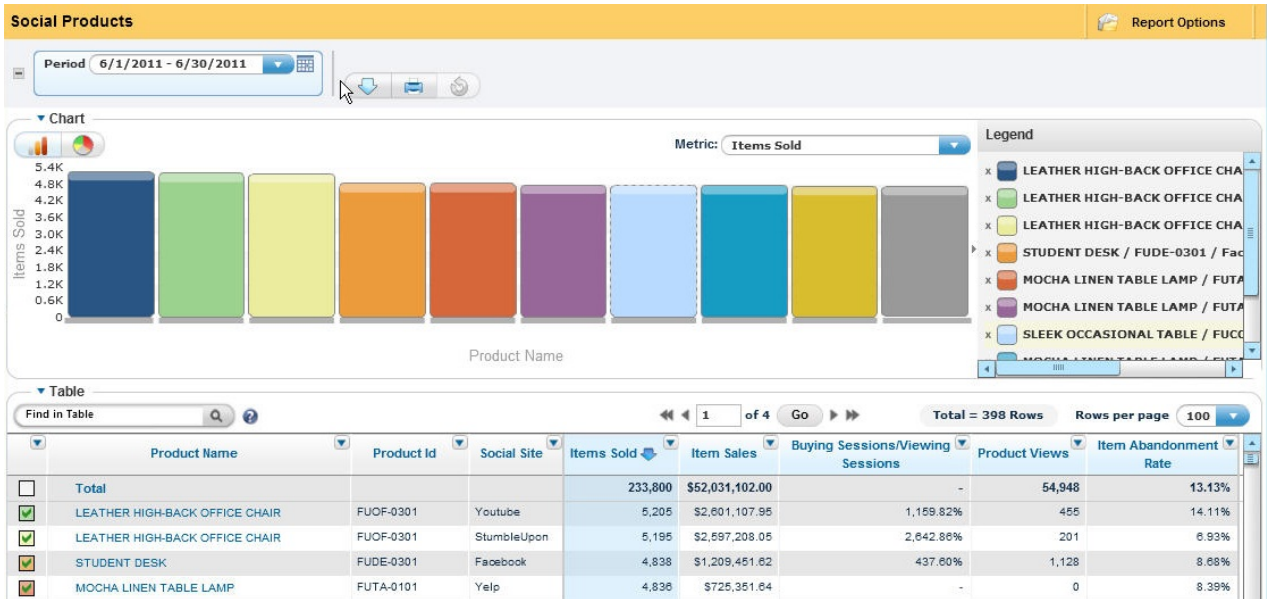 Social Products
Report Options
Period 6/1/2011 - 6/30/2011
Chart
Metric: Items Sold
Legend
5.4K
4.8K
4.2K
3.6K
3.0K
2.4K
1.8K
1.2K
0.6K
0
Items Sold
Product Name
x LEATHER HIGH-BACK OFFICE CHA
x LEATHER HIGH-BACK OFFICE CHA
x LEATHER HIGH-BACK OFFICE CHA
x STUDENT DESK / FUDE-0301 / Fac
x MOCHA LINEN TABLE LAMP / FUTA
x MOCHA LINEN TABLE LAMP / FUTA
x SLEEK OCCASIONAL TABLE / FUCO
MOCHA LINEN TABLE LAMP / FUTA
Table
Find in Table
1 of 4 Go Total = 398 Rows Rows per page 100
Product Name Product Id Social Site Items Sold Item Sales Buying Sessions/Viewing Sessions Product Views Item Abandonment Rate
Total 233,800 $52,031,102.00 - 54,948 13.13%
LEATHER HIGH-BACK OFFICE CHAIR FUOF-0301 Youtube 5,205 $2,601,107.95 1,159.82% 455 14.11%
LEATHER HIGH-BACK OFFICE CHAIR FUOF-0301 StumbleUpon 5,195 $2,597,208.05 2,642.86% 201 6.93%
STUDENT DESK FUDE-0301 Facebook 4,838 $1,209,451.62 437.60% 1,128 8.68%
MOCHA LINEN TABLE LAMP FUTA-0101 Yelp 4,836 $725,351.64 - 0 8.39%